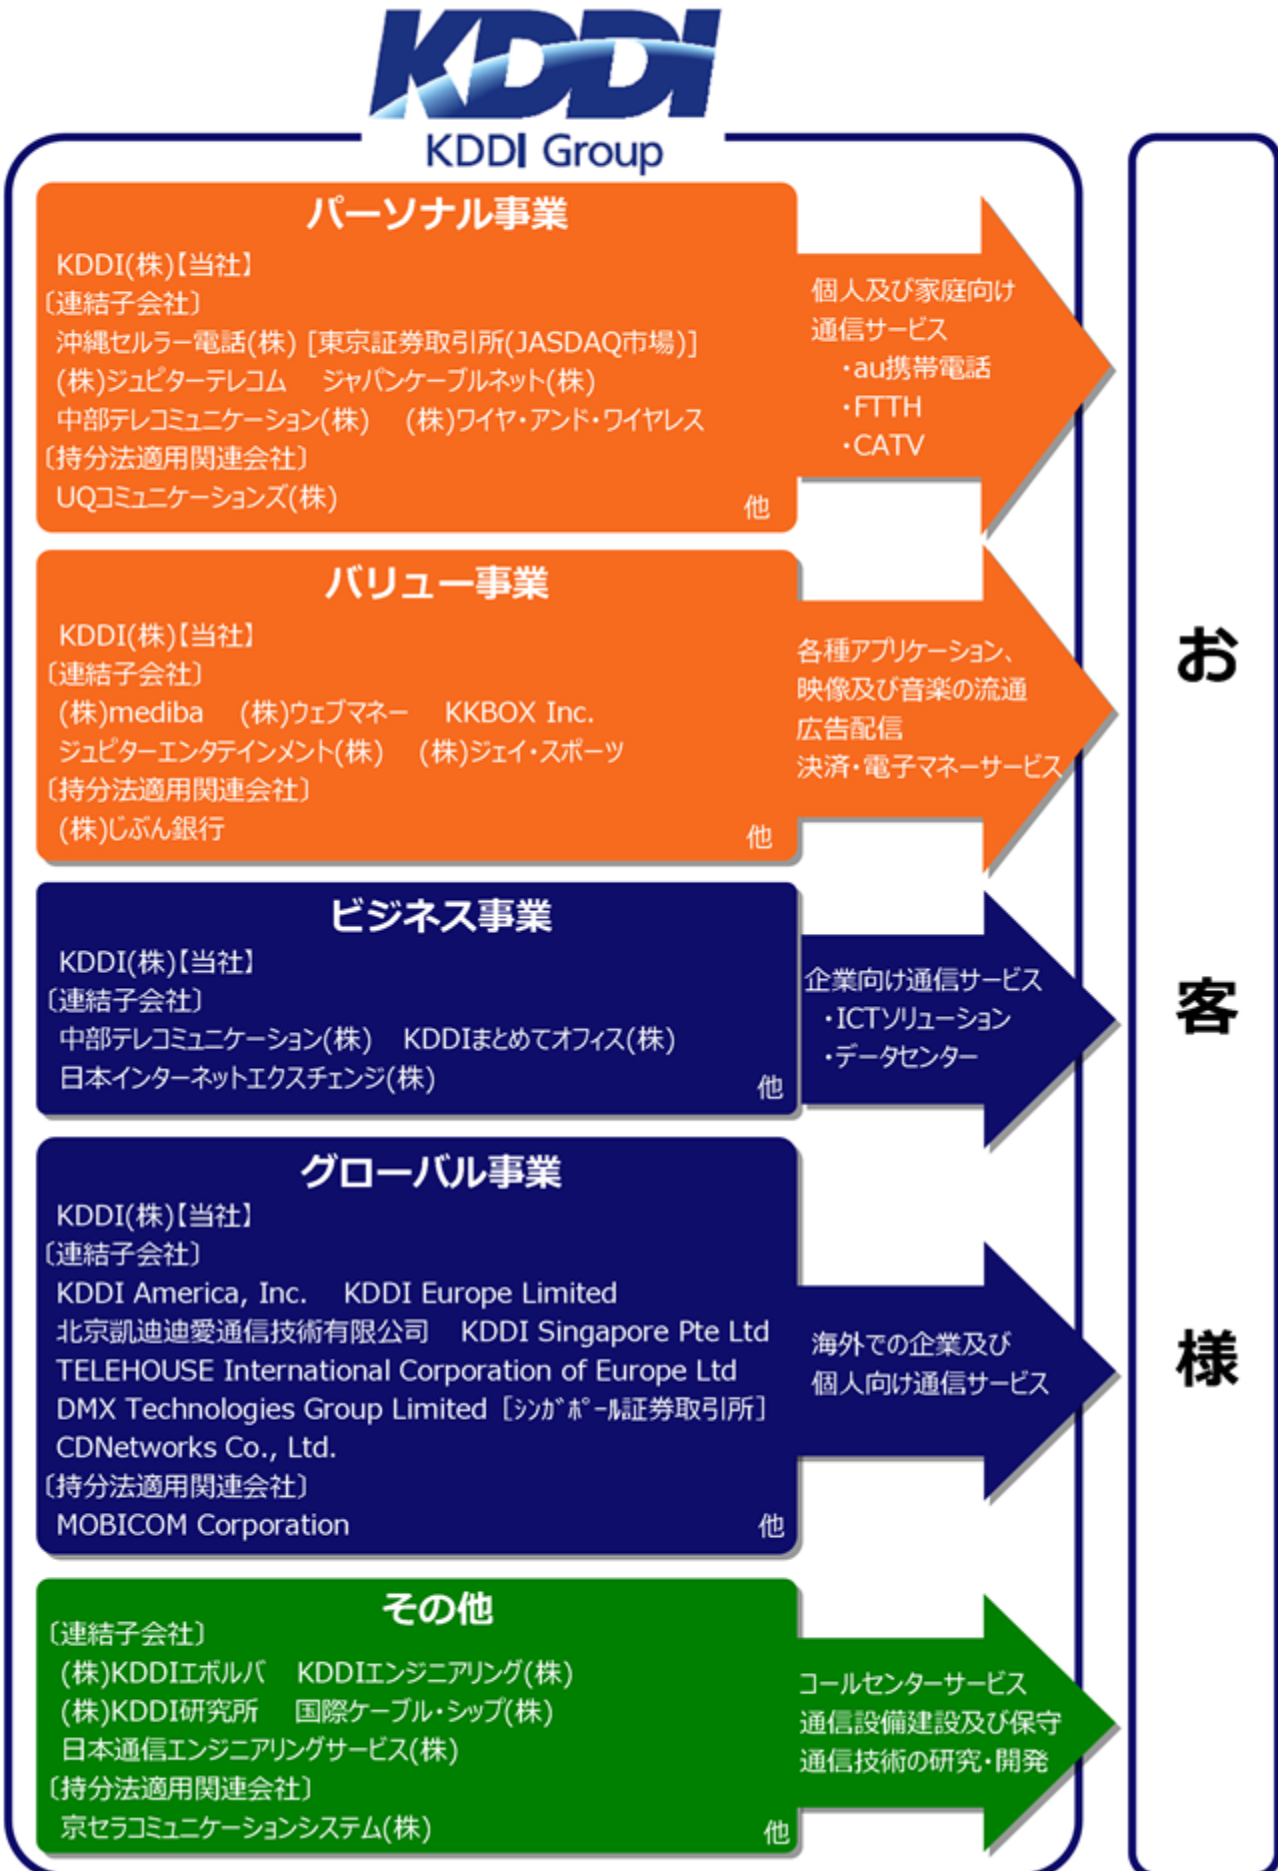 KDDI
KDDI Group
パーソナル事業
KDDI(株)【当社】
〔連結子会社〕
沖縄セルラー電話(株) [東京証券取引所(JASDAQ市場)]
(株)ジュピターテレコム ジャパンケーブルネット(株)
中部テレコミュニケーション(株) (株)ワイヤ・アンド・ワイヤレス
〔持分法適用関連会社〕
UQコミュニケーションズ(株)
他
個人及び家庭向け
通信サービス
・au携帯電話
・FTTH
・CATV
バリュー事業
KDDI(株)【当社】
〔連結子会社〕
(株)mediba (株)ウェブマネー KKBOX Inc.
ジュピターエンタテインメント(株) (株)ジェイ・スポーツ
〔持分法適用関連会社〕
(株)じぶん銀行
他
各種アプリケーション、
映像及び音楽の流通
広告配信
決済・電子マネーサービス
ビジネス事業
KDDI(株)【当社】
〔連結子会社〕
中部テレコミュニケーション(株) KDDIまとめてオフィス(株)
日本インターネットエクスチェンジ(株)
他
企業向け通信サービス
・ICTソリューション
・データセンター
グローバル事業
KDDI(株)【当社】
〔連結子会社〕
KDDI America, Inc. KDDI Europe Limited
北京凱迪迪愛通信技術有限公司 KDDI Singapore Pte Ltd
TELEHOUSE International Corporation of Europe Ltd
DMX Technologies Group Limited [ｼﾝｶﾞﾎﾟｰﾙ証券取引所]
CDNetworks Co., Ltd.
〔持分法適用関連会社〕
MOBICOM Corporation
他
海外での企業及び
個人向け通信サービス
その他
〔連結子会社〕
(株)KDDIエボルバ KDDIエンジニアリング(株)
(株)KDDI研究所 国際ケーブル・シップ(株)
日本通信エンジニアリングサービス(株)
〔持分法適用関連会社〕
京セラコミュニケーションシステム(株)
他
コールセンターサービス
通信設備建設及び保守
通信技術の研究・開発
お客様